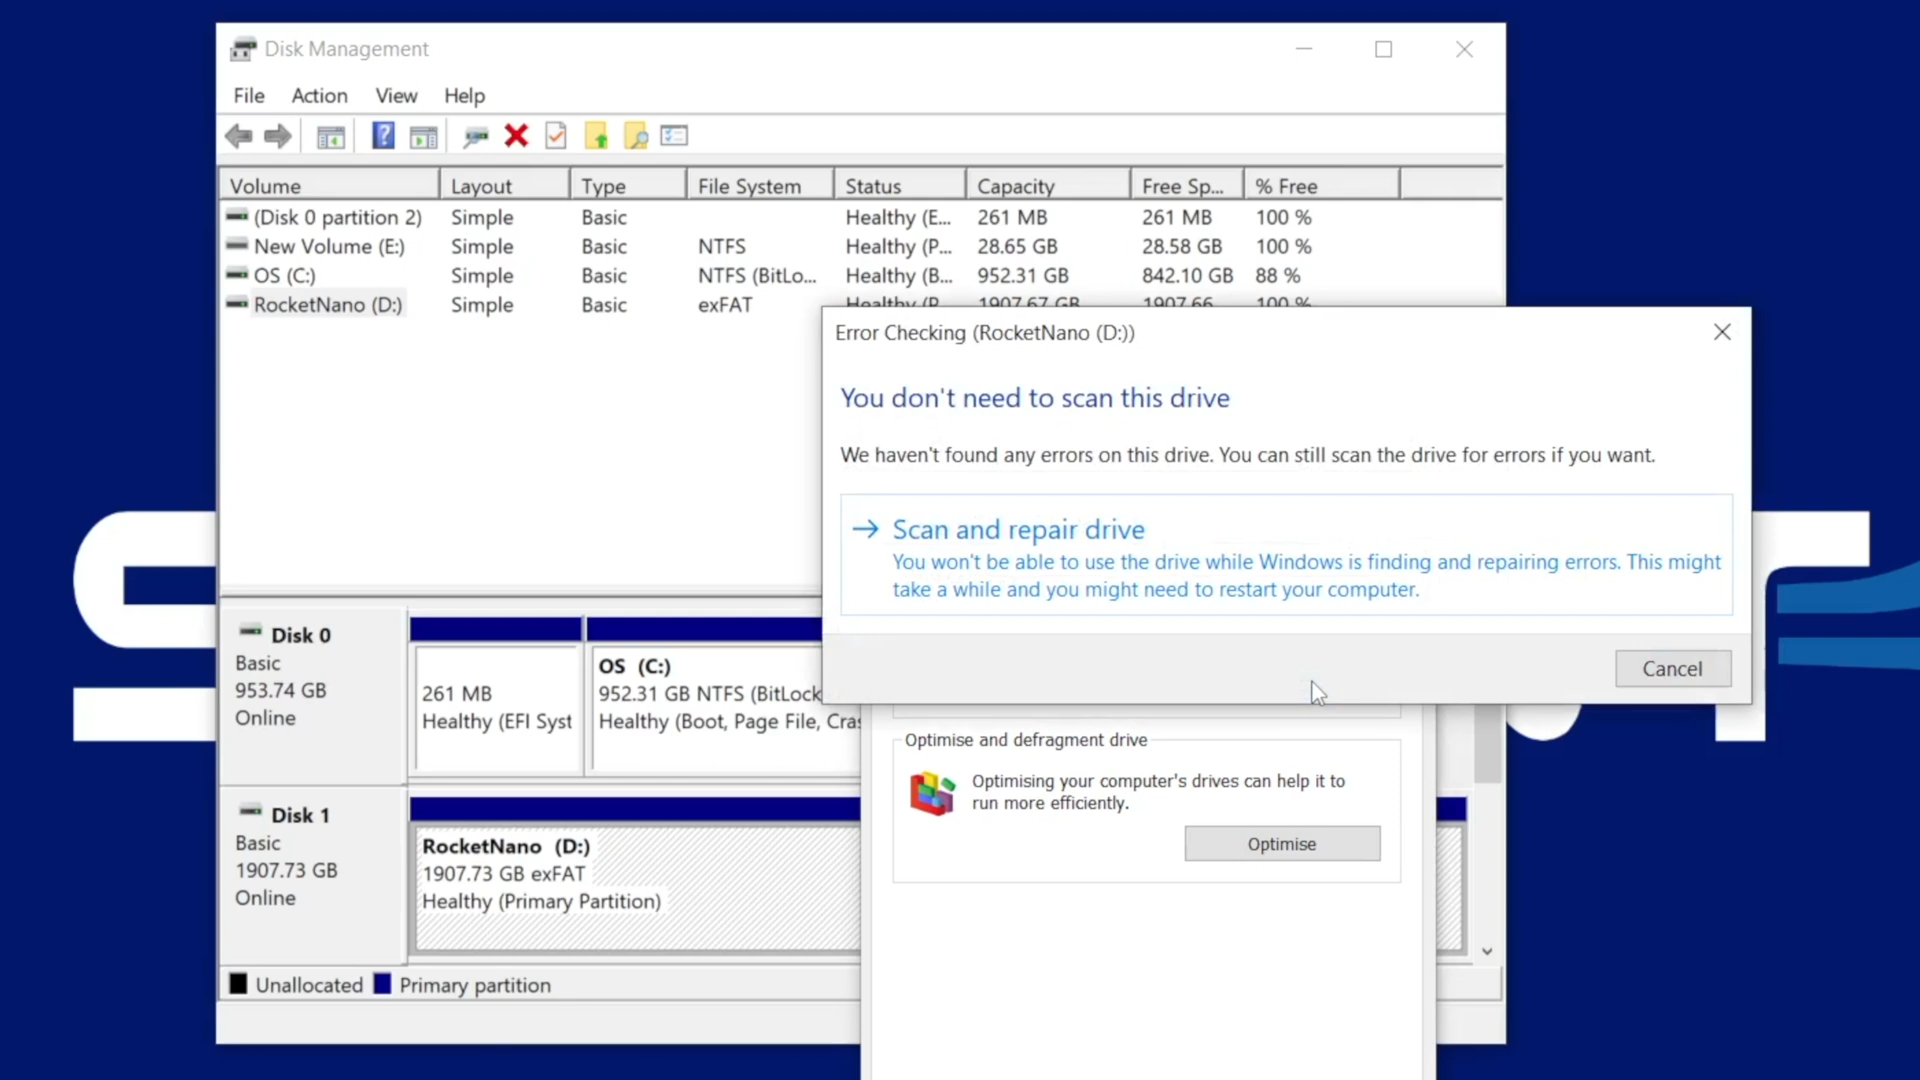 Disk Management
File Action View Help
Volume Layout Type File System Status Capacity Free Sp... % Free
(Disk 0 partition 2) Simple Basic Healthy (E... 261 MB 261 MB 100 %
New Volume (E:) Simple Basic NTFS Healthy (P... 28.65 GB 28.58 GB 100 %
OS (C:) Simple Basic NTFS (BitLo... Healthy (B... 952.31 GB 842.10 GB 88 %
RocketNano (D:) Simple Basic exFAT Healthy (P... 1907.67 GB 1907.66 100 %
Error Checking (RocketNano (D:))
You don't need to scan this drive
We haven't found any errors on this drive. You can still scan the drive for errors if you want.
Scan and repair drive
You won't be able to use the drive while Windows is finding and repairing errors. This might
take a while and you might need to restart your computer.
Cancel
Disk 0
Basic
953.74 GB
Online
261 MB
Healthy (EFI Syst
OS (C:)
952.31 GB NTFS (BitLock
Healthy (Boot, Page File, Cras
Optimise and defragment drive
Optimising your computer's drives can help it to
run more efficiently.
Optimise
Disk 1
Basic
1907.73 GB
Online
RocketNano (D:)
1907.73 GB exFAT
Healthy (Primary Partition)
Unallocated Primary partition